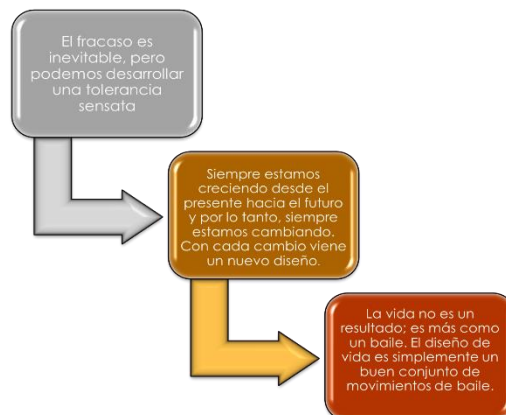 El fracaso es
inevitable, pero
podemos desarrollar
una tolerancia
sensata
Siempre estamos
creciendo desde el
presente hacia el futuro
y por lo tanto, siempre
estamos cambiando.
Con cada cambio viene
un nuevo diseño.
La vida no es un
resultado; es más como
un baile. El diseño de
vida es simplemente un
buen conjunto de
movimientos de baile.